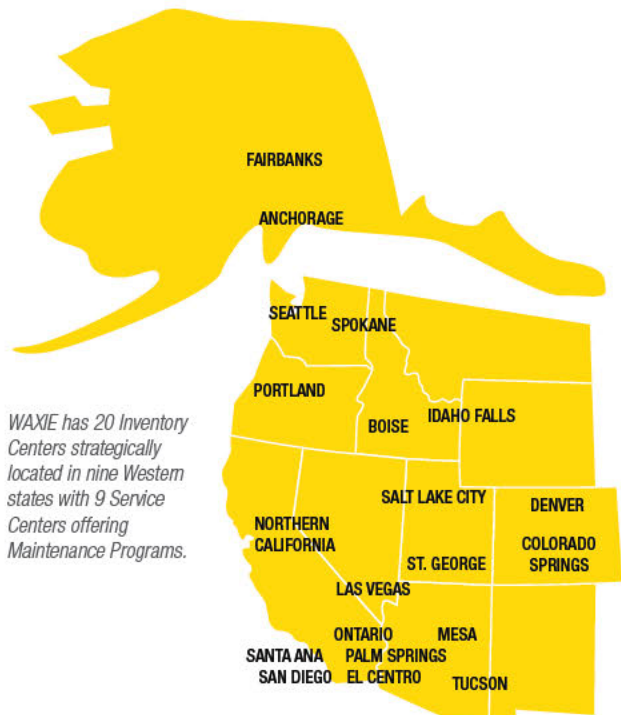 FAIRBANKS
ANCHORAGE
SEATTLE
SPOKANE
PORTLAND
BOISE
IDAHO FALLS
WAXIE has 20 Inventory
Centers strategically
located in nine Western
states with 9 Service
Centers offering
Maintenance Programs.
SALT LAKE CITY
DENVER
NORTHERN
CALIFORNIA
COLORADO
SPRINGS
ST. GEORGE
LAS VEGAS
ONTARIO
MESA
SANTA ANA
PALM SPRINGS
SAN DIEGO
EL CENTRO
TUCSON